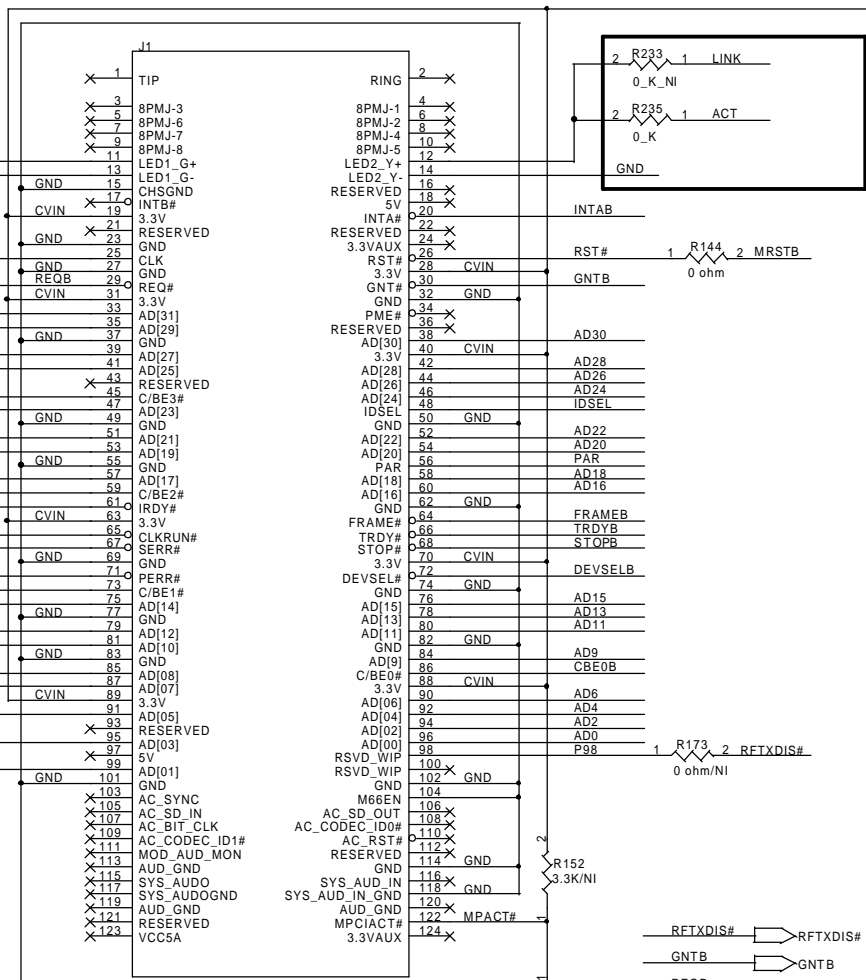 J1
1 TIP RING 2
3 8PMJ-3 8PMJ-1 4
5 8PMJ-6 8PMJ-2 6
7 8PMJ-7 8PMJ-4 8
9 8PMJ-8 8PMJ-5 10
11 LED1_G+ LED2_Y+ 12
13 LED1_G- LED2_Y- 14 GND
GND 15 CHSGND RESERVED 16
17 INTB# 5V 18
CVIN 19 3.3V INTA# 20 INTAB
21 RESERVED RESERVED 22
GND 23 GND 3.3VAUX 24
25 CLK RST# 26 RST# 1 R144 2 MRSTB
0 ohm
GND 27 GND 3.3V 28 CVIN
REQB 29 REQ# GNT# 30 GNTB
CVIN 31 3.3V GND 32 GND
33 AD[31] PME# 34
35 AD[29] RESERVED 36
GND 37 GND AD[30] 38 AD30
39 AD[27] 3.3V 40 CVIN
41 AD[25] AD[28] 42 AD28
43 RESERVED AD[26] 44 AD26
45 C/BE3# AD[24] 46 AD24
47 AD[23] IDSEL 48 IDSEL
GND 49 GND GND 50 GND
51 AD[21] AD[22] 52 AD22
53 AD[19] AD[20] 54 AD20
GND 55 GND PAR 56 PAR
57 AD[17] AD[18] 58 AD18
59 C/BE2# AD[16] 60 AD16
61 IRDY# GND 62 GND
CVIN 63 3.3V FRAME# 64 FRAMEB
65 CLKRUN# TRDY# 66 TRDYB
67 SERR# STOP# 68 STOPB
GND 69 GND 3.3V 70 CVIN
71 PERR# DEVSEL# 72 DEVSELB
73 C/BE1# GND 74 GND
75 AD[14] AD[15] 76 AD15
GND 77 GND AD[13] 78 AD13
79 AD[12] AD[11] 80 AD11
81 AD[10] GND 82 GND
GND 83 GND AD[9] 84 AD9
85 AD[08] C/BE0# 86 CBE0B
87 AD[07] 3.3V 88 CVIN
CVIN 89 3.3V AD[06] 90 AD6
91 AD[05] AD[04] 92 AD4
93 RESERVED AD[02] 94 AD2
95 AD[03] AD[00] 96 AD0
97 5V RSVD_WIP 98 P98 1 R173 2 RFTXDIS#
0 ohm/NI
99 AD[01] RSVD_WIP 100
GND 101 GND GND 102 GND
103 AC_SYNC M66EN 104
105 AC_SD_IN AC_SD_OUT 106
107 AC_BIT_CLK AC_CODEC_ID0# 108
109 AC_CODEC_ID1# AC_RST# 110
111 MOD_AUD_MON RESERVED 112
113 AUD_GND GND 114 GND
115 SYS_AUDO SYS_AUD_IN 116
117 SYS_AUDOGND SYS_AUD_IN_GND 118 GND
119 AUD_GND AUD_GND 120
121 RESERVED MPCIACT# 122 MPACT#
123 VCC5A 3.3VAUX 124
2 R233 1 LINK
0_K_NI
2 R235 1 ACT
0_K
2
R152
3.3K/NI
1
1
RFTXDIS# RFTXDIS#
GNTB GNTB